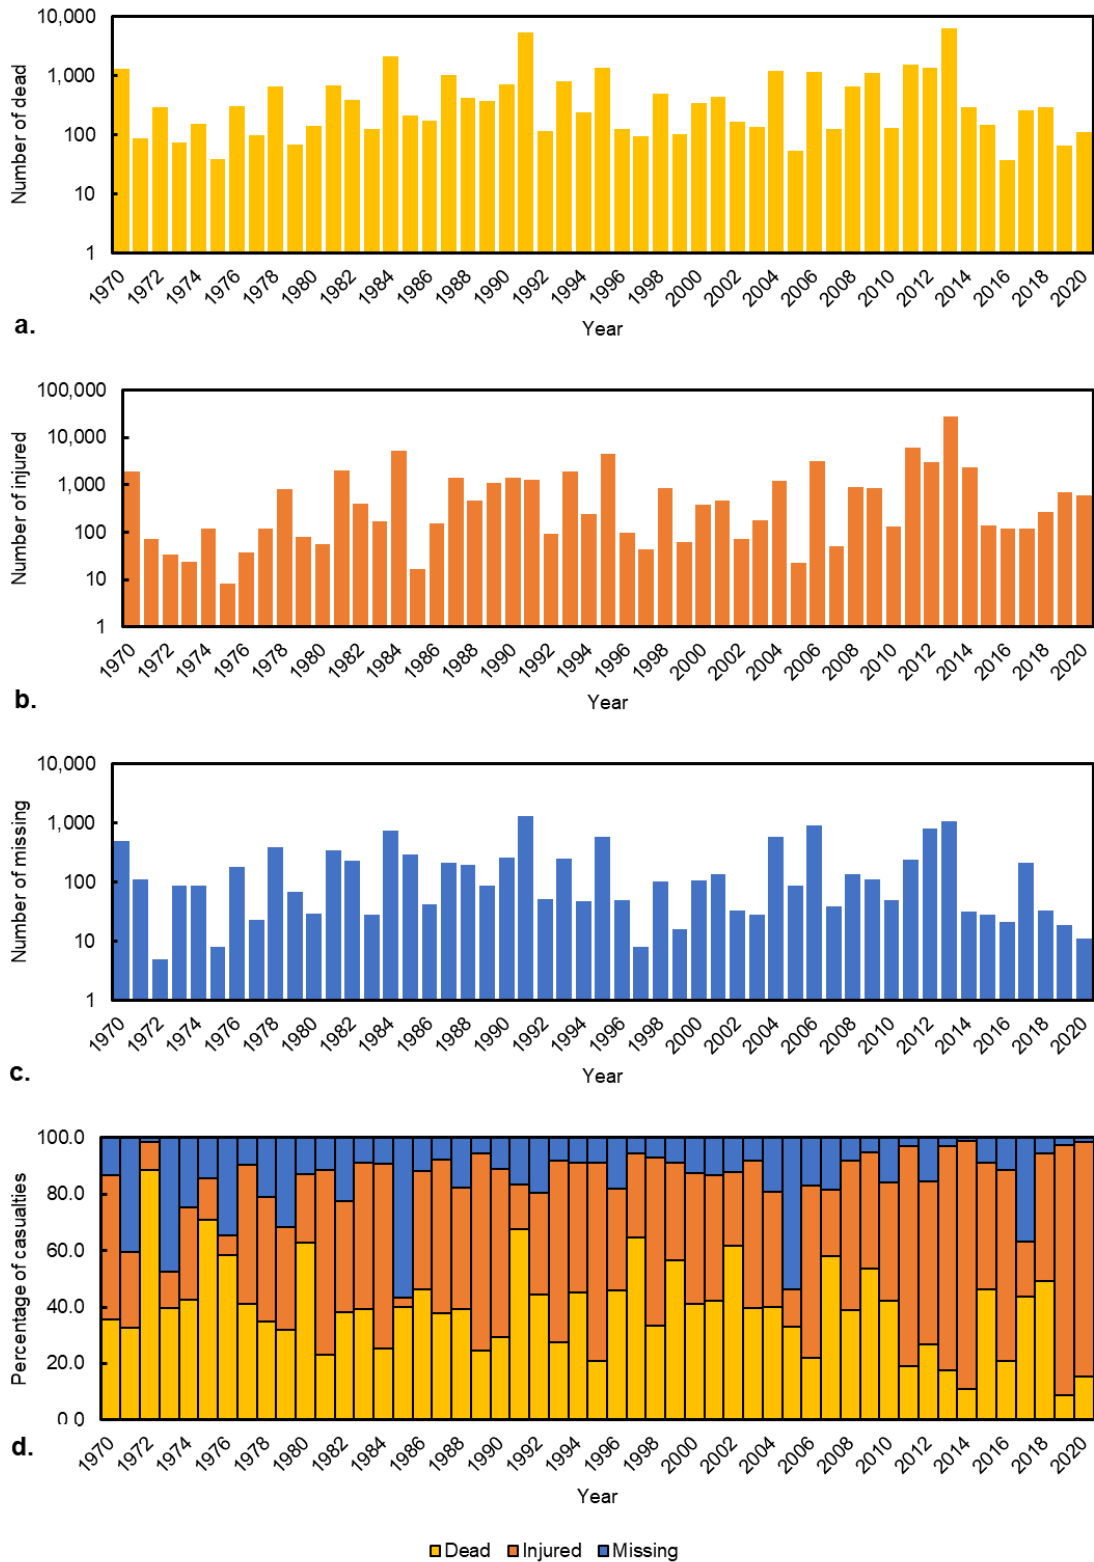 10,000
1,000
100
10
1
Number of dead
1970 1972 1974 1976 1978 1980 1982 1984 1986 1988 1990 1992 1994 1996 1998 2000 2002 2004 2006 2008 2010 2012 2014 2016 2018 2020
Year
a.
100,000
10,000
1,000
100
10
1
Number of injured
1970 1972 1974 1976 1978 1980 1982 1984 1986 1988 1990 1992 1994 1996 1998 2000 2002 2004 2006 2008 2010 2012 2014 2016 2018 2020
Year
b.
10,000
1,000
100
10
1
Number of missing
1970 1972 1974 1976 1978 1980 1982 1984 1986 1988 1990 1992 1994 1996 1998 2000 2002 2004 2006 2008 2010 2012 2014 2016 2018 2020
Year
c.
100.0
80.0
60.0
40.0
20.0
0.0
Percentage of casualties
1970 1972 1974 1976 1978 1980 1982 1984 1986 1988 1990 1992 1994 1996 1998 2000 2002 2004 2006 2008 2010 2012 2014 2016 2018 2020
Year
d.
Dead Injured Missing